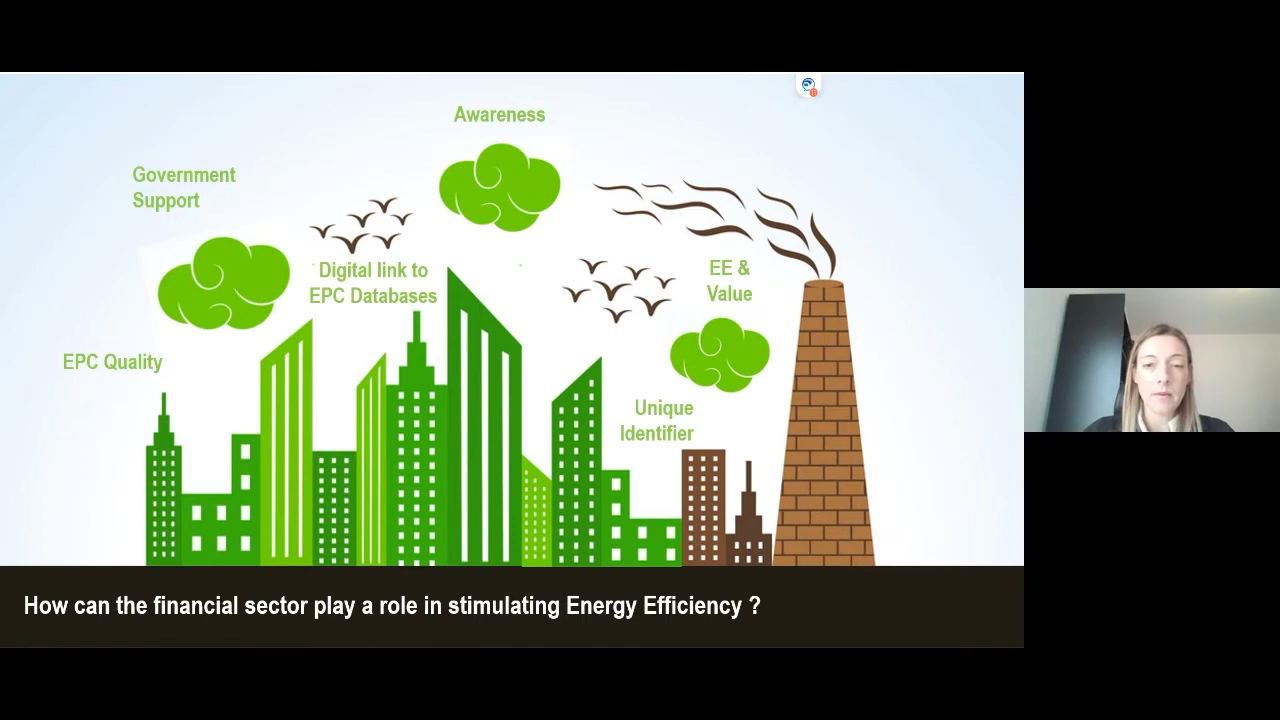 Awareness
Government
Support
Digital link to
EPC Databases
EE &
Value
EPC Quality
Unique
Identifier
How can the financial sector play a role in stimulating Energy Efficiency ?